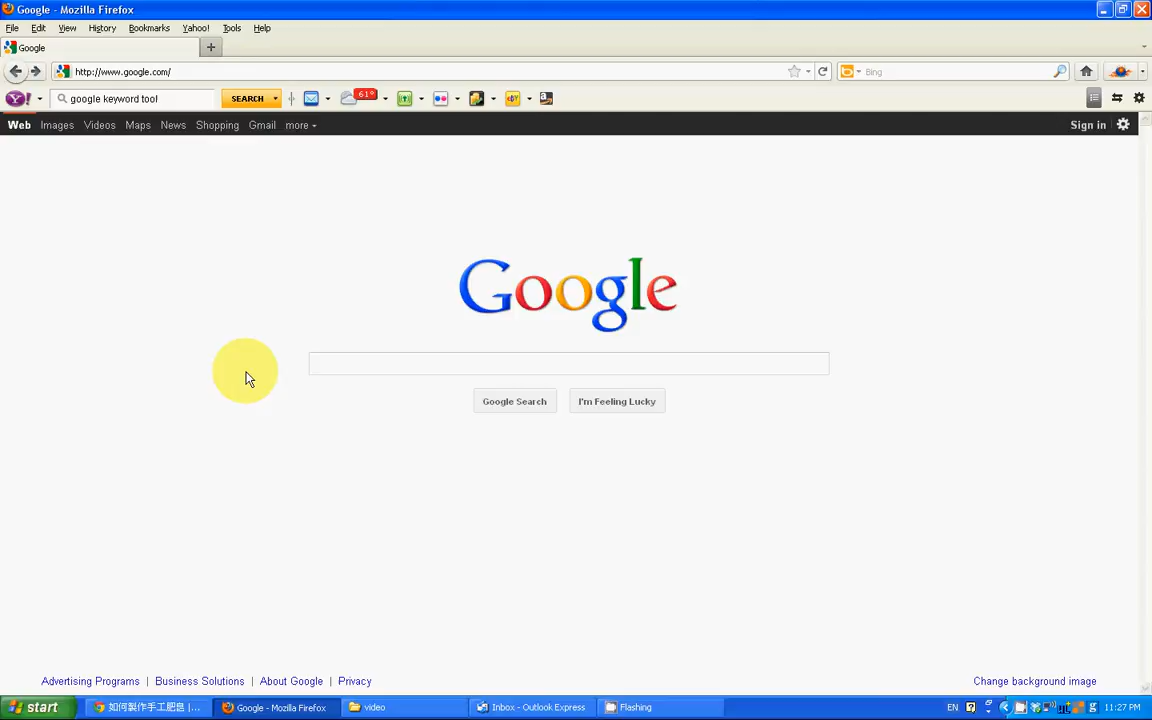 Google - Mozilla Firefox
File Edit View History Bookmarks Yahoo! Tools Help
Google
http://www.google.com/ Bing
Y! google keyword tool SEARCH 61°
Web Images Videos Maps News Shopping Gmail more Sign in
Google
Google Search I'm Feeling Lucky
Advertising Programs | Business Solutions | About Google | Privacy Change background image
start 如何製作手工肥皂 |... Google - Mozilla Firefox video Inbox - Outlook Express Flashing EN 11:27 PM